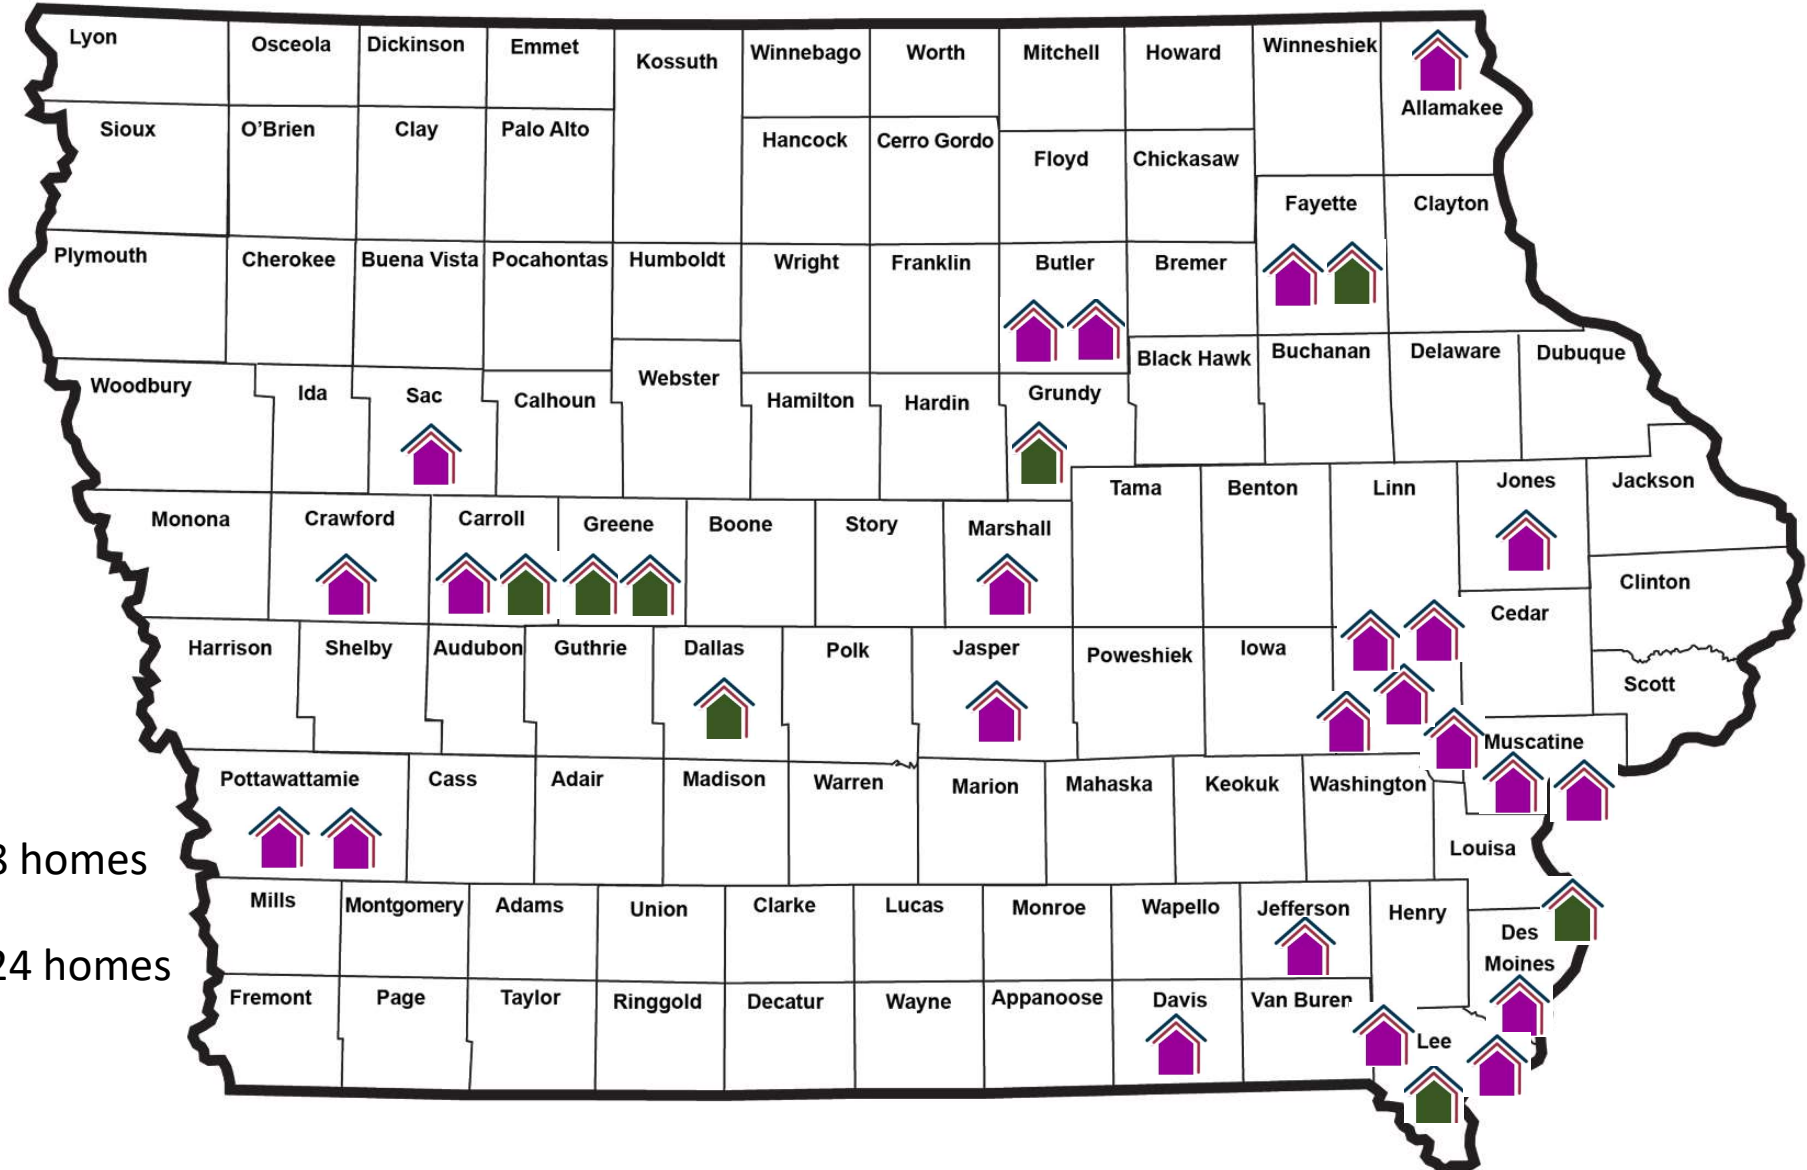 Lyon
Osceola
Dickinson
Emmet
Kossuth
Winnebago
Worth
Mitchell
Howard
Winneshiek
Allamakee
Sioux
O'Brien
Clay
Palo Alto
Hancock
Cerro Gordo
Floyd
Chickasaw
Fayette
Clayton
Plymouth
Cherokee
Buena Vista
Pocahontas
Humboldt
Wright
Franklin
Butler
Bremer
Black Hawk
Buchanan
Delaware
Dubuque
Woodbury
Ida
Sac
Calhoun
Webster
Hamilton
Hardin
Grundy
Tama
Benton
Linn
Jones
Jackson
Monona
Crawford
Carroll
Greene
Boone
Story
Marshall
Clinton
Cedar
Harrison
Shelby
Audubon
Guthrie
Dallas
Polk
Jasper
Poweshiek
Iowa
Scott
Muscatine
Pottawattamie
Cass
Adair
Madison
Warren
Marion
Mahaska
Keokuk
Washington
Louisa
8 homes
Mills
Montgomery
Adams
Union
Clarke
Lucas
Monroe
Wapello
Jefferson
Henry
Des
Moines
24 homes
Fremont
Page
Taylor
Ringgold
Decatur
Wayne
Appanoose
Davis
Van Buren
Lee